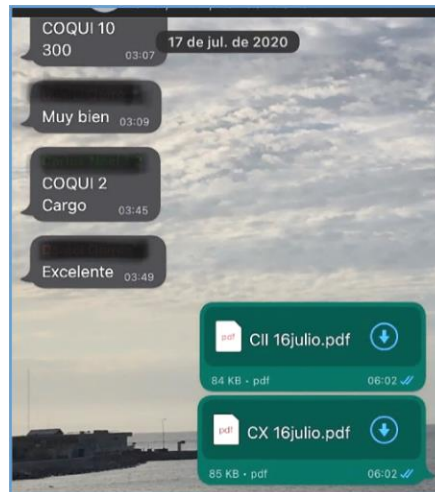 COQUI 10
300
03:07
17 de jul. de 2020
Muy bien 03:09
COQUI 2
Cargo
03:45
Excelente 03:49
pdf CII 16julio.pdf
84 KB • pdf 06:02
pdf CX 16julio.pdf
85 KB • pdf 06:02